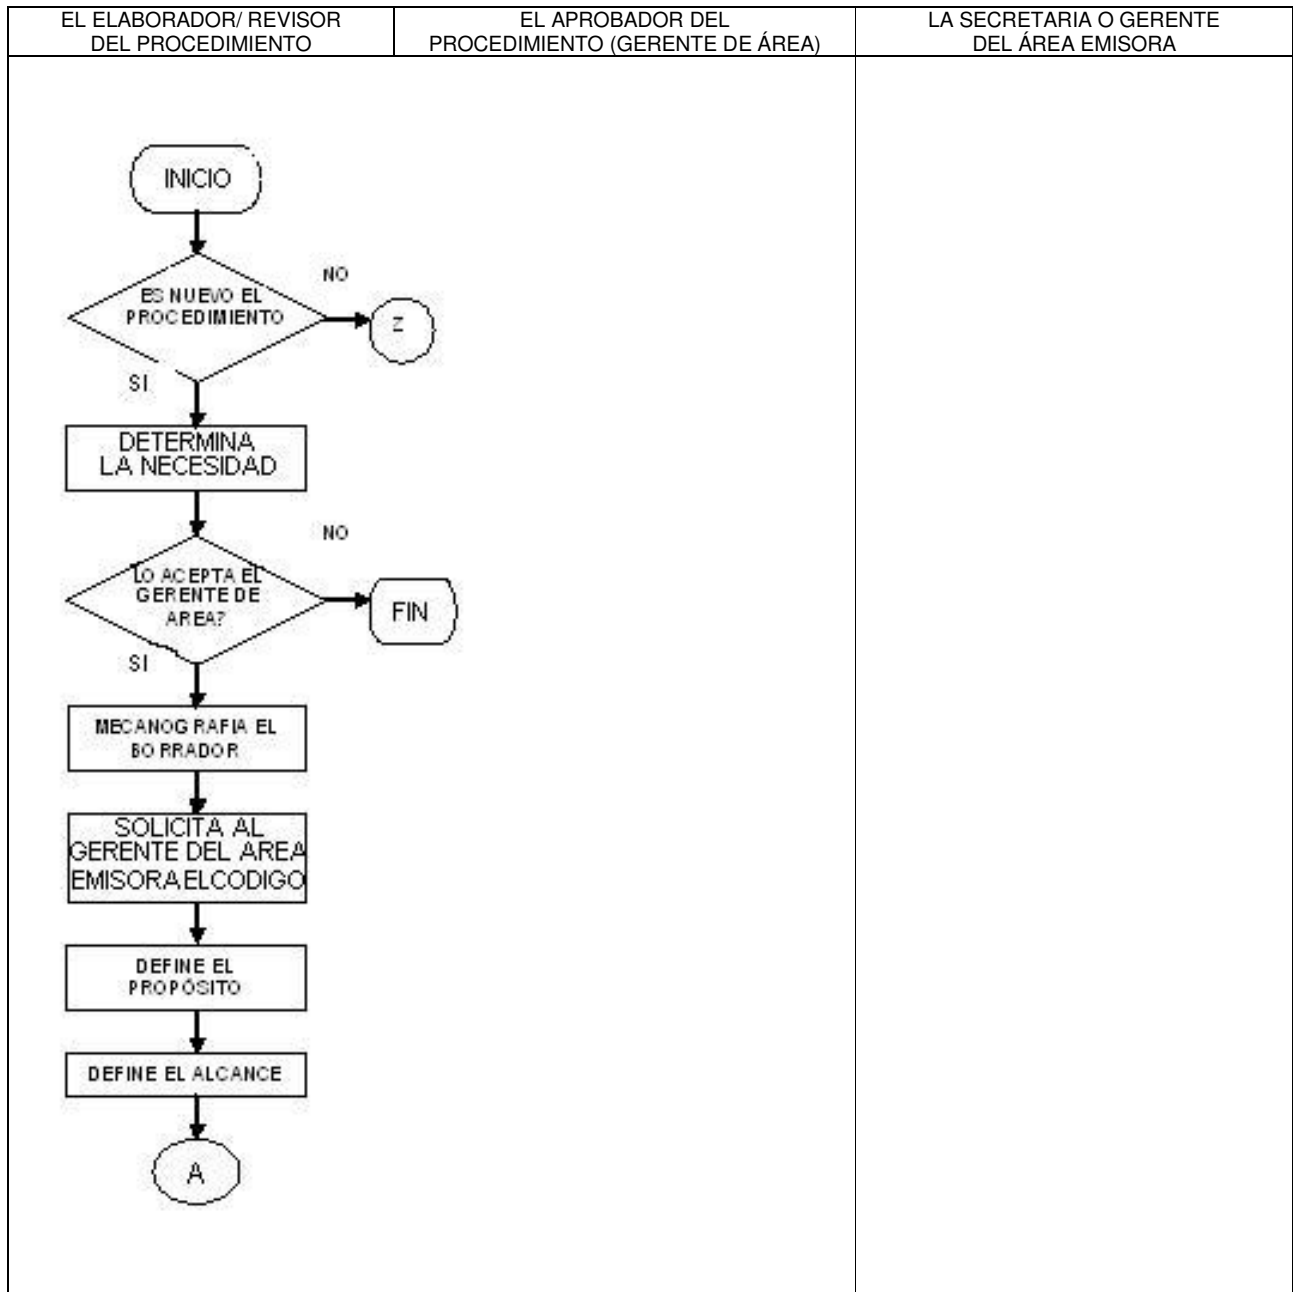 EL ELABORADOR/ REVISOR
DEL PROCEDIMIENTO
EL APROBADOR DEL
PROCEDIMIENTO (GERENTE DE ÁREA)
LA SECRETARIA O GERENTE
DEL ÁREA EMISORA
INICIO
NO
ES NUEVO EL
PROCEDIMIENTO
Z
SI
DETERMINA
LA NECESIDAD
NO
LO ACEPTA EL
GERENTE DE
AREA?
FIN
SI
MECANOGRAFIA EL
BORRADOR
SOLICITA AL
GERENTE DEL AREA
EMISORA EL CODIGO
DEFINE EL
PROPÓSITO
DEFINE EL ALCANCE
A